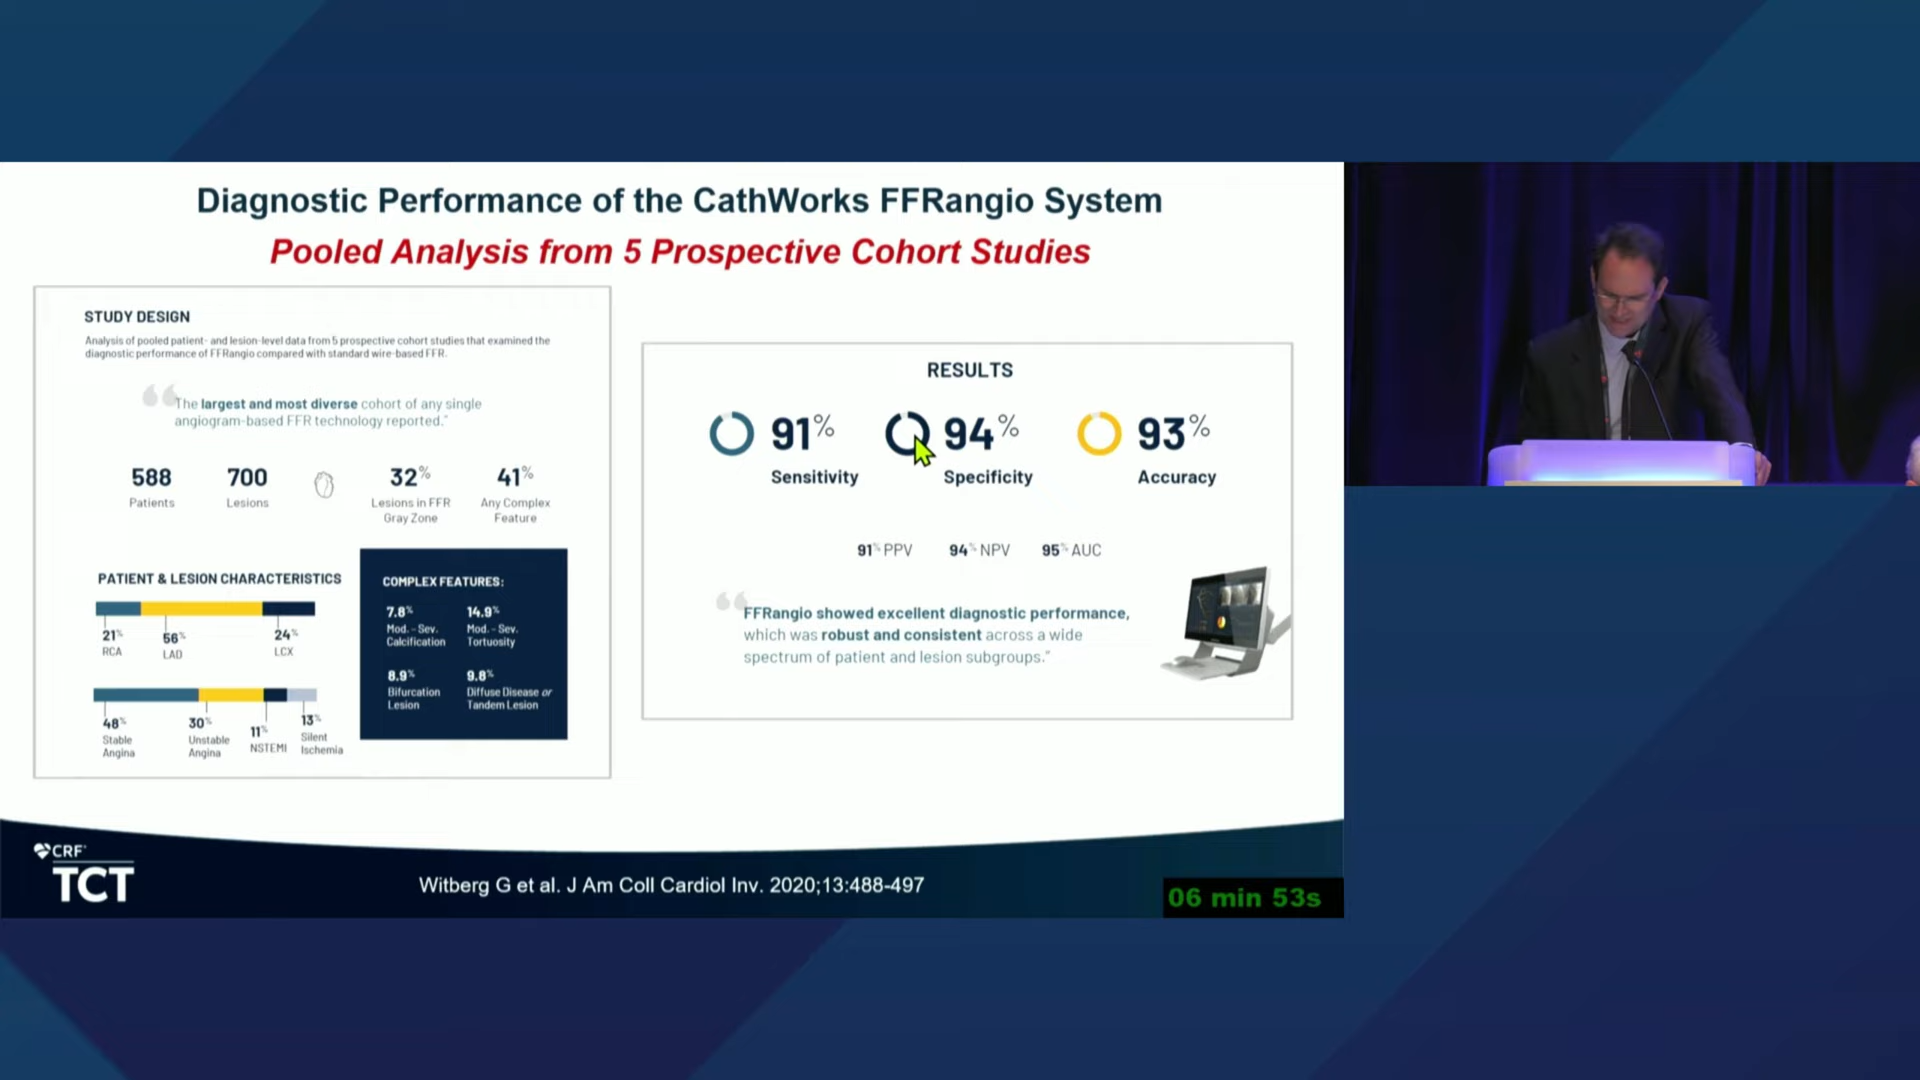 Diagnostic Performance of the CathWorks FFRangio System
Pooled Analysis from 5 Prospective Cohort Studies
STUDY DESIGN
Analysis of pooled patient- and lesion-level data from 5 prospective cohort studies that examined the
diagnostic performance of FFRangio compared with standard wire-based FFR.
“The largest and most diverse cohort of any single
angiogram-based FFR technology reported.”
588
Patients
700
Lesions
32%
Lesions in FFR
Gray Zone
41%
Any Complex
Feature
PATIENT & LESION CHARACTERISTICS
21%
RCA
56%
LAD
24%
LCX
48%
Stable
Angina
30%
Unstable
Angina
11%
NSTEMI
13%
Silent
Ischemia
COMPLEX FEATURES:
7.8%
Mod. - Sev.
Calcification
14.9%
Mod. - Sev.
Tortuosity
8.9%
Bifurcation
Lesion
9.8%
Diffuse Disease or
Tandem Lesion
RESULTS
91%
Sensitivity
94%
Specificity
93%
Accuracy
91% PPV
94% NPV
95% AUC
“FFRangio showed excellent diagnostic performance,
which was robust and consistent across a wide
spectrum of patient and lesion subgroups.”
CRF
TCT
Witberg G et al. J Am Coll Cardiol Inv. 2020;13:488-497
06 min 53s